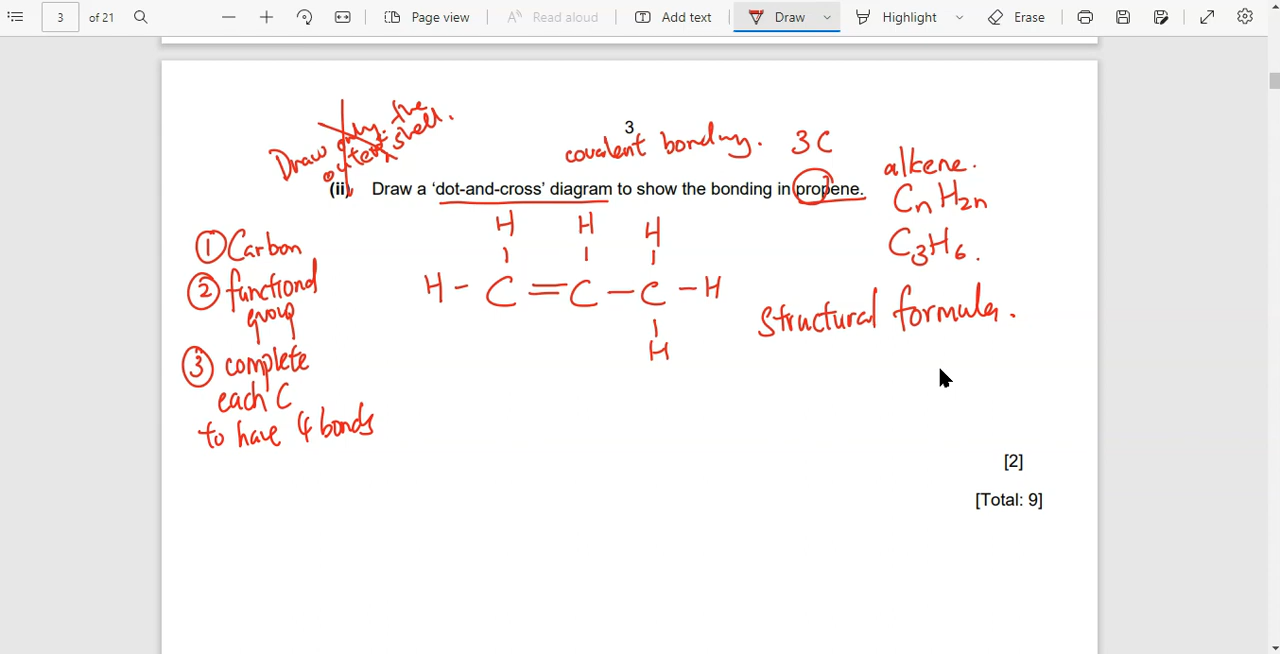 3 of 21 Page view Read aloud Add text Draw Highlight Erase
Draw only the
outer shell.
3
covalent bonding. 3C
alkene.
(ii) Draw a ‘dot-and-cross’ diagram to show the bonding in propene.
CnH2n
C3H6.
H H H
H - C = C - C - H
H
structural formula.
① Carbon
② functional
group
③ complete
each C
to have 4 bonds
[2]
[Total: 9]